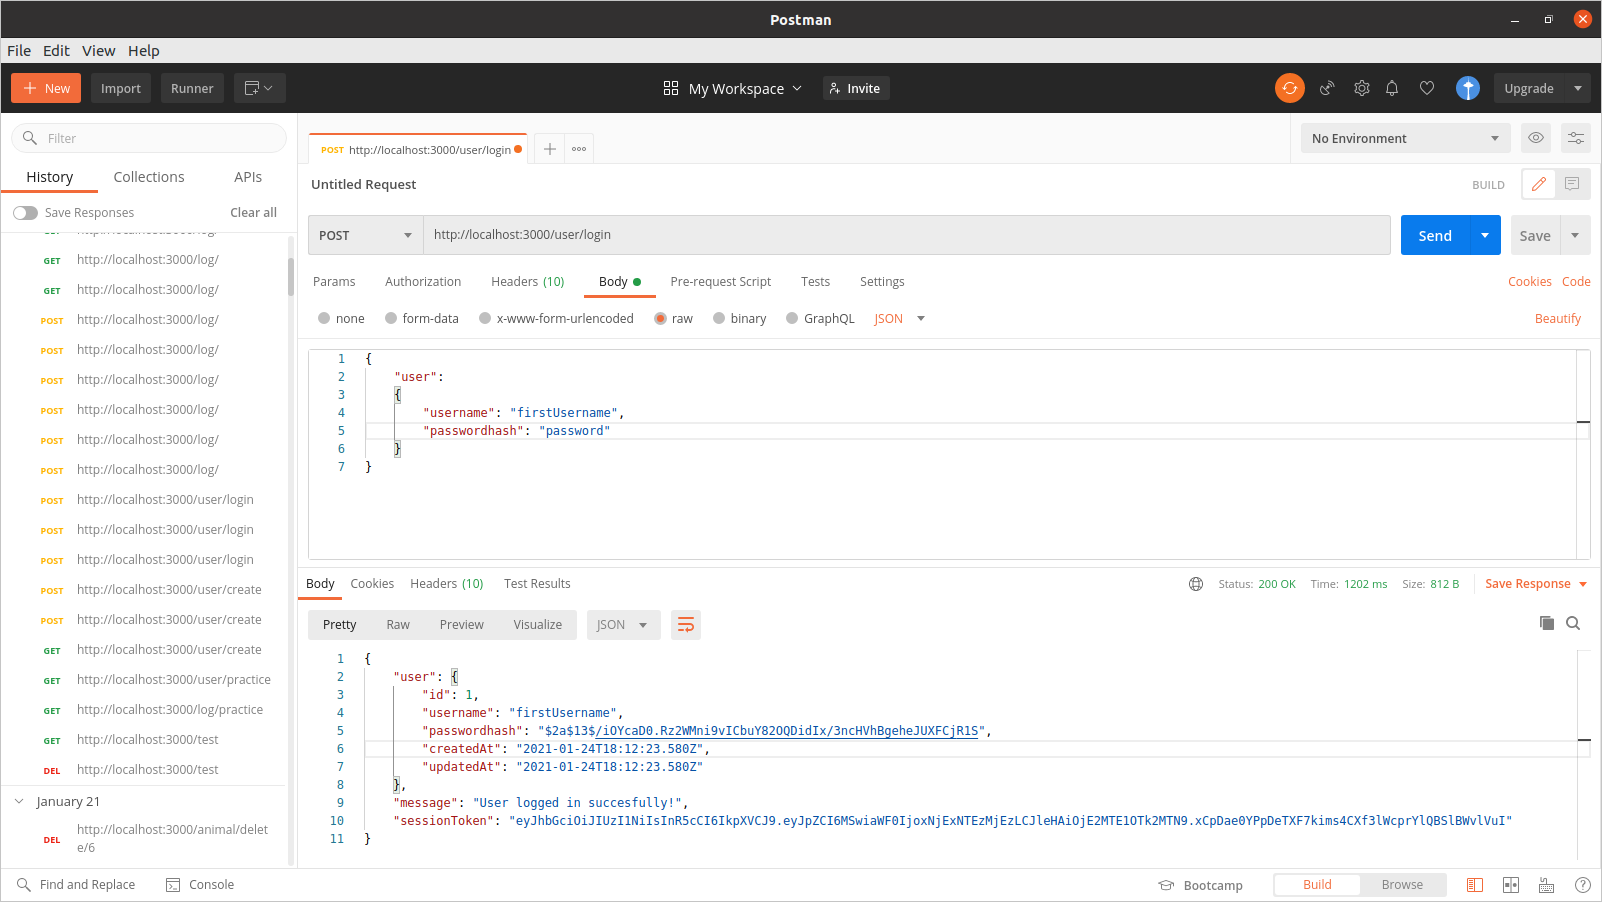 Postman
File Edit View Help
New Import Runner My Workspace Invite Upgrade
Filter
History Collections APIs
Save Responses Clear all
http://localhost:3000/log/
GET http://localhost:3000/log/
GET http://localhost:3000/log/
POST http://localhost:3000/log/
POST http://localhost:3000/log/
POST http://localhost:3000/log/
POST http://localhost:3000/log/
POST http://localhost:3000/log/
POST http://localhost:3000/log/
POST http://localhost:3000/user/login
POST http://localhost:3000/user/login
POST http://localhost:3000/user/login
POST http://localhost:3000/user/create
POST http://localhost:3000/user/create
GET http://localhost:3000/user/create
GET http://localhost:3000/user/practice
GET http://localhost:3000/log/practice
GET http://localhost:3000/test
DEL http://localhost:3000/test
January 21
DEL http://localhost:3000/animal/delet
e/6
POST http://localhost:3000/user/login
No Environment
Untitled Request BUILD
POST http://localhost:3000/user/login Send Save
Params Authorization Headers (10) Body Pre-request Script Tests Settings Cookies Code
none form-data x-www-form-urlencoded raw binary GraphQL JSON Beautify
1 {
2 "user":
3 {
4 "username": "firstUsername",
5 "passwordhash": "password"
6 }
7 }
Body Cookies Headers (10) Test Results Status: 200 OK Time: 1202 ms Size: 812 B Save Response
Pretty Raw Preview Visualize JSON
1 {
2 "user": {
3 "id": 1,
4 "username": "firstUsername",
5 "passwordhash": "$2a$13$/iOYcaD0.Rz2WMni9vICbuY82OQDidIx/3ncHVhBgeheJUXFCjR1S",
6 "createdAt": "2021-01-24T18:12:23.580Z",
7 "updatedAt": "2021-01-24T18:12:23.580Z"
8 },
9 "message": "User logged in succesfully!",
10 "sessionToken": "eyJhbGciOiJIUzI1NiIsInR5cCI6IkpXVCJ9.eyJpZCI6MSwiaWF0IjoxNjExNTEzMjEzLCJleHAiOjE2MTE1OTk2MTN9.xCpDae0YPpDeTXF7kims4CXf3lWcprYlQBSlBWvlVuI"
11 }
Find and Replace Console Bootcamp Build Browse